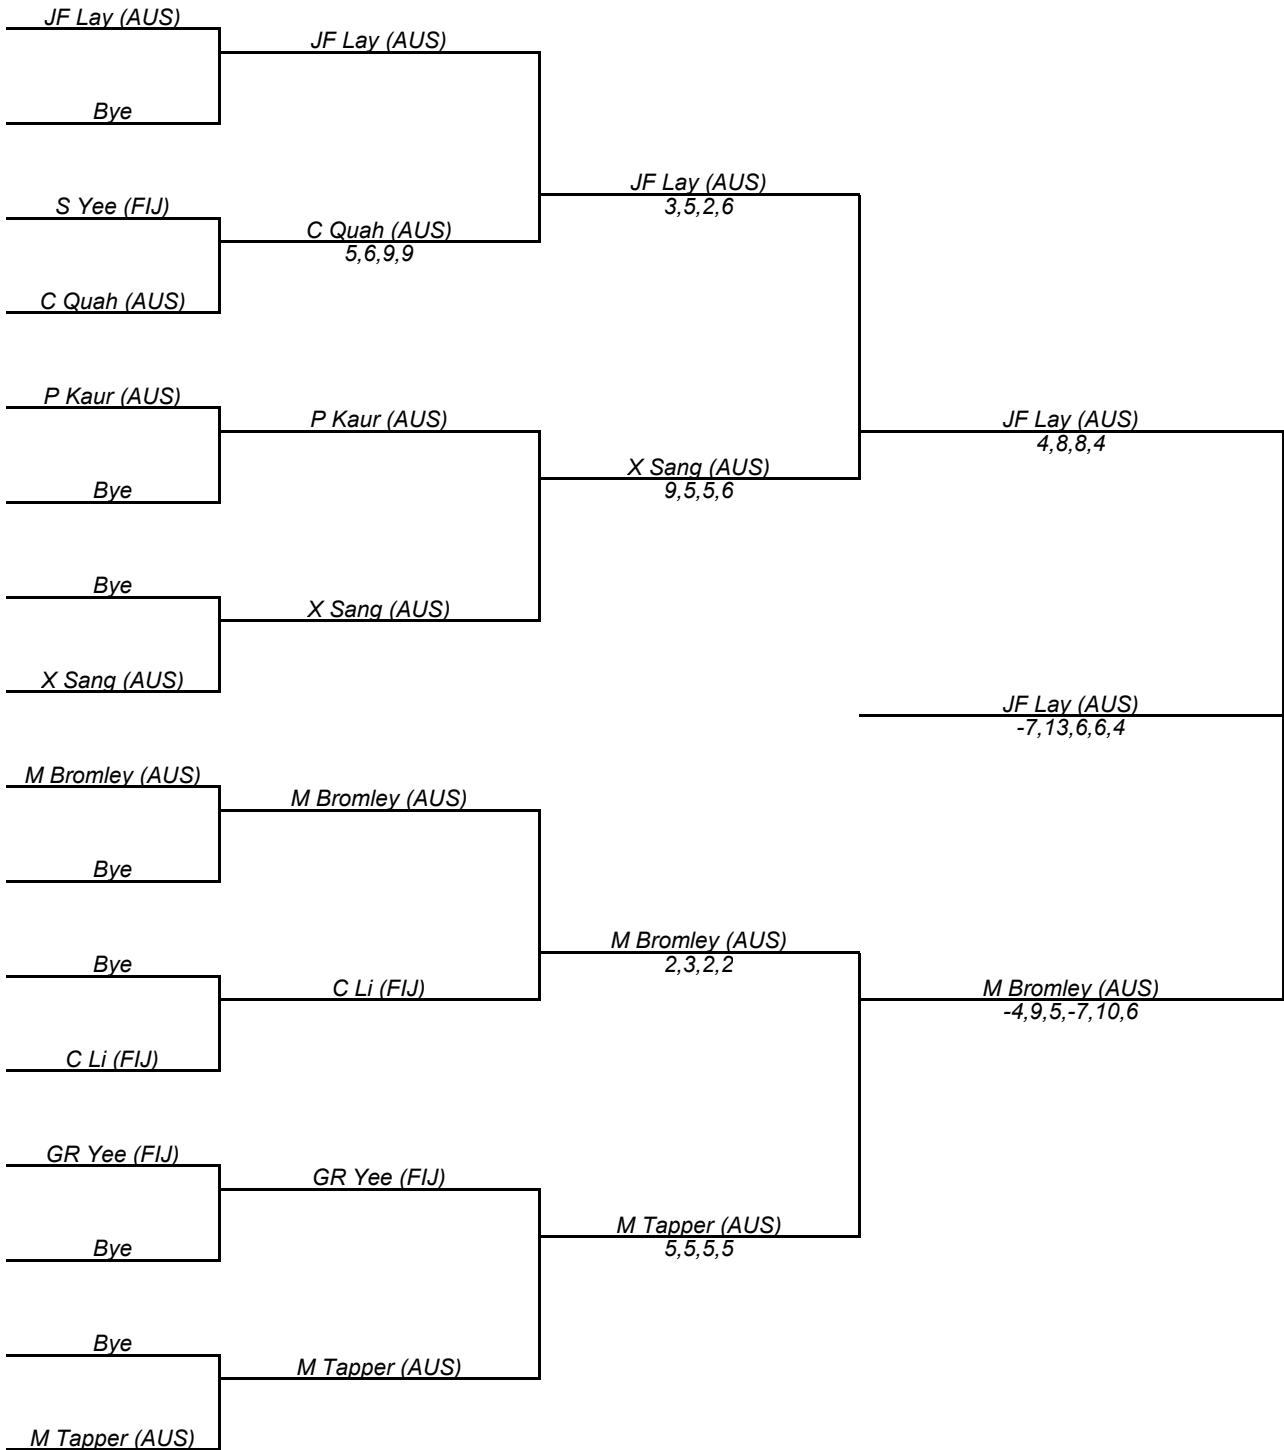 JF Lay (AUS)
JF Lay (AUS)
Bye
JF Lay (AUS)
3,5,2,6
S Yee (FIJ)
C Quah (AUS)
5,6,9,9
C Quah (AUS)
P Kaur (AUS)
P Kaur (AUS)
JF Lay (AUS)
4,8,8,4
X Sang (AUS)
9,5,5,6
Bye
Bye
X Sang (AUS)
X Sang (AUS)
JF Lay (AUS)
-7,13,6,6,4
M Bromley (AUS)
M Bromley (AUS)
Bye
M Bromley (AUS)
2,3,2,2
Bye
C Li (FIJ)
M Bromley (AUS)
-4,9,5,-7,10,6
C Li (FIJ)
GR Yee (FIJ)
GR Yee (FIJ)
M Tapper (AUS)
5,5,5,5
Bye
Bye
M Tapper (AUS)
M Tapper (AUS)